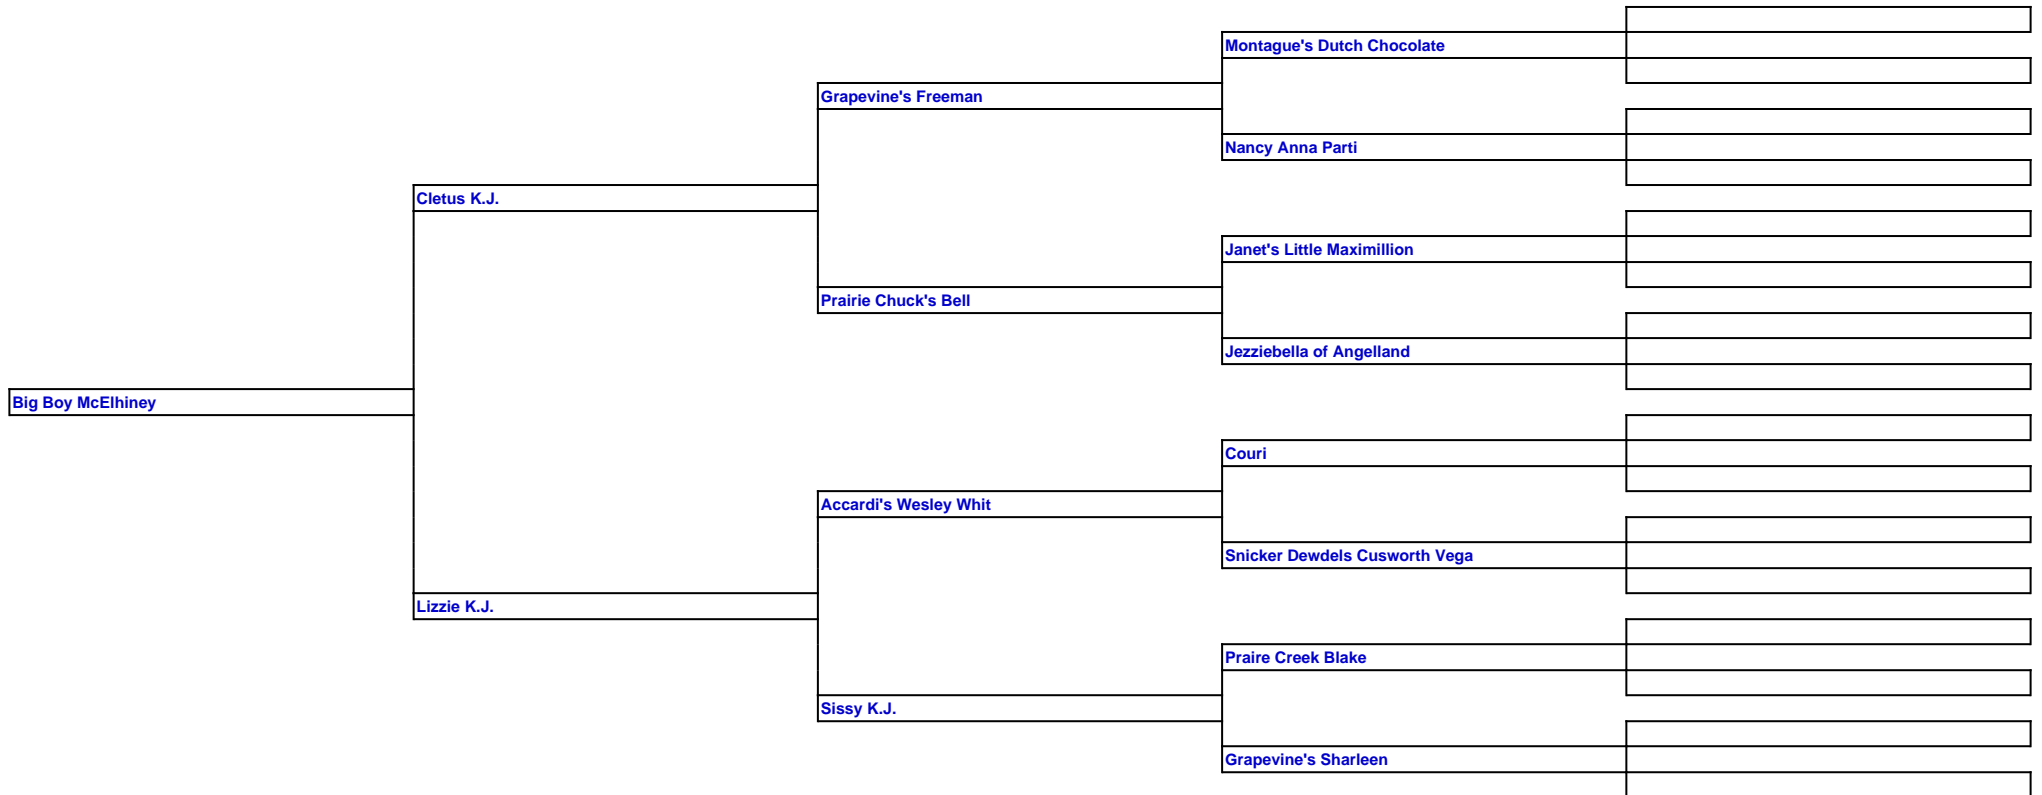 Montague's Dutch Chocolate
Grapevine's Freeman
Nancy Anna Parti
Cletus K.J.
Janet's Little Maximillion
Prairie Chuck's Bell
Jezziebella of Angelland
Big Boy McElhiney
Couri
Accardi's Wesley Whit
Snicker Dewdels Cusworth Vega
Lizzie K.J.
Praire Creek Blake
Sissy K.J.
Grapevine's Sharleen